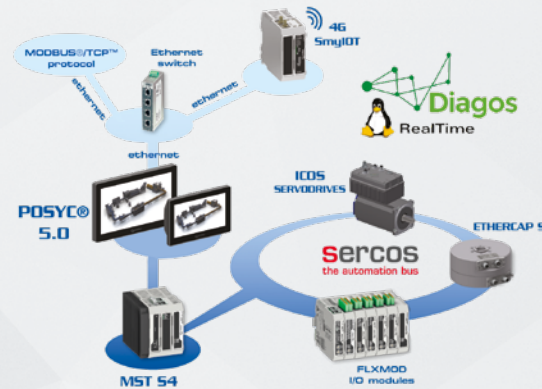 4G
SmyIOT
MODBUS®/TCP™
protocol
Ethernet
switch
ethernet
ethernet
ethernet
Diagos
RealTime
ICOS
SERVODRIVES
POSYC®
5.0
ETHERCAP S
sercos
the automation bus
MST S4
FLXMOD
I/O modules